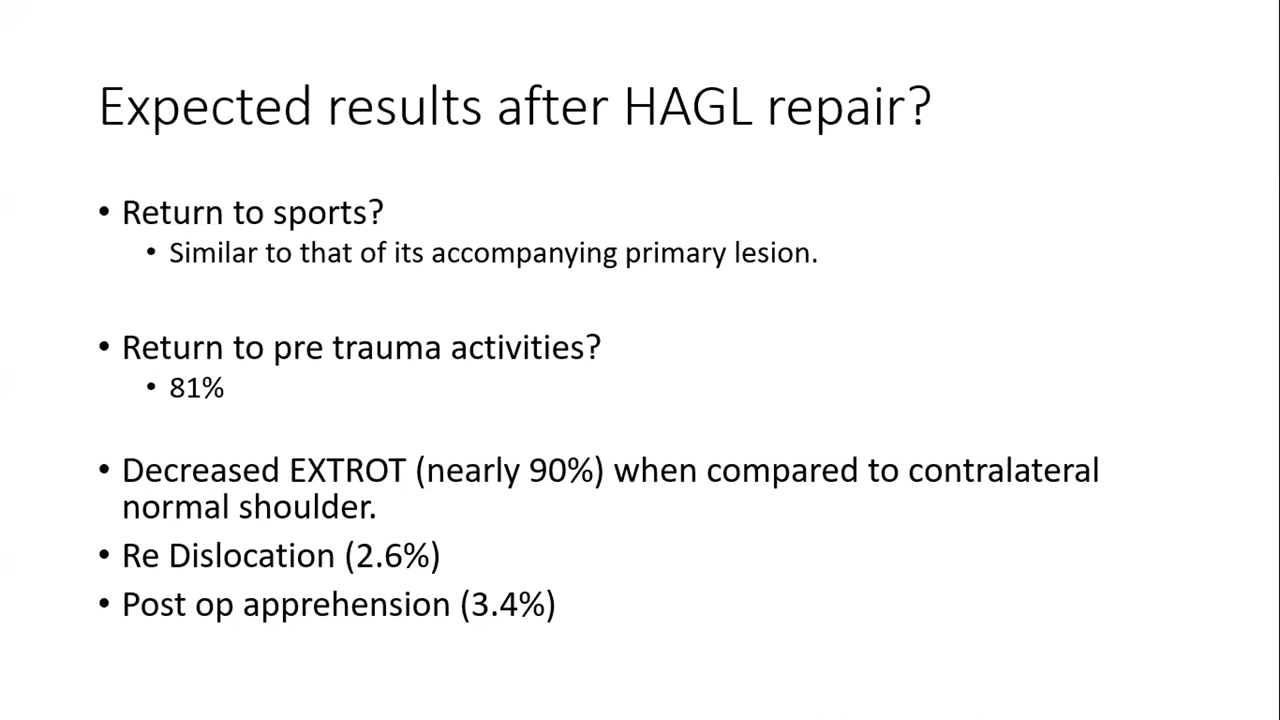 Expected results after HAGL repair?
• Return to sports?
• Similar to that of its accompanying primary lesion.
• Return to pre trauma activities?
• 81%
• Decreased EXTROT (nearly 90%) when compared to contralateral
normal shoulder.
• Re Dislocation (2.6%)
• Post op apprehension (3.4%)